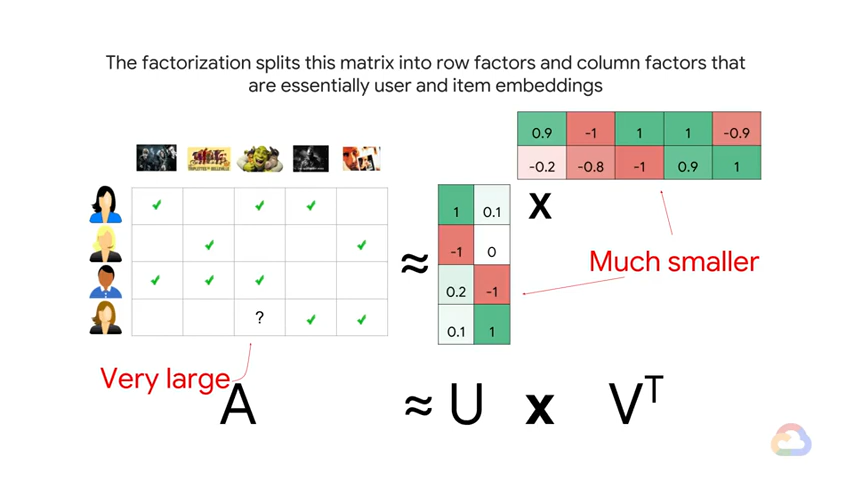 The factorization splits this matrix into row factors and column factors that
are essentially user and item embeddings
0.9 -1 1 1 -0.9
-0.2 -0.8 -1 0.9 1
✓ ✓ ✓
✓ ✓
✓ ✓ ✓
? ✓ ✓
≈
1 0.1
-1 0
0.2 -1
0.1 1
x
Much smaller
Very large
A ≈ U x Vᵀ